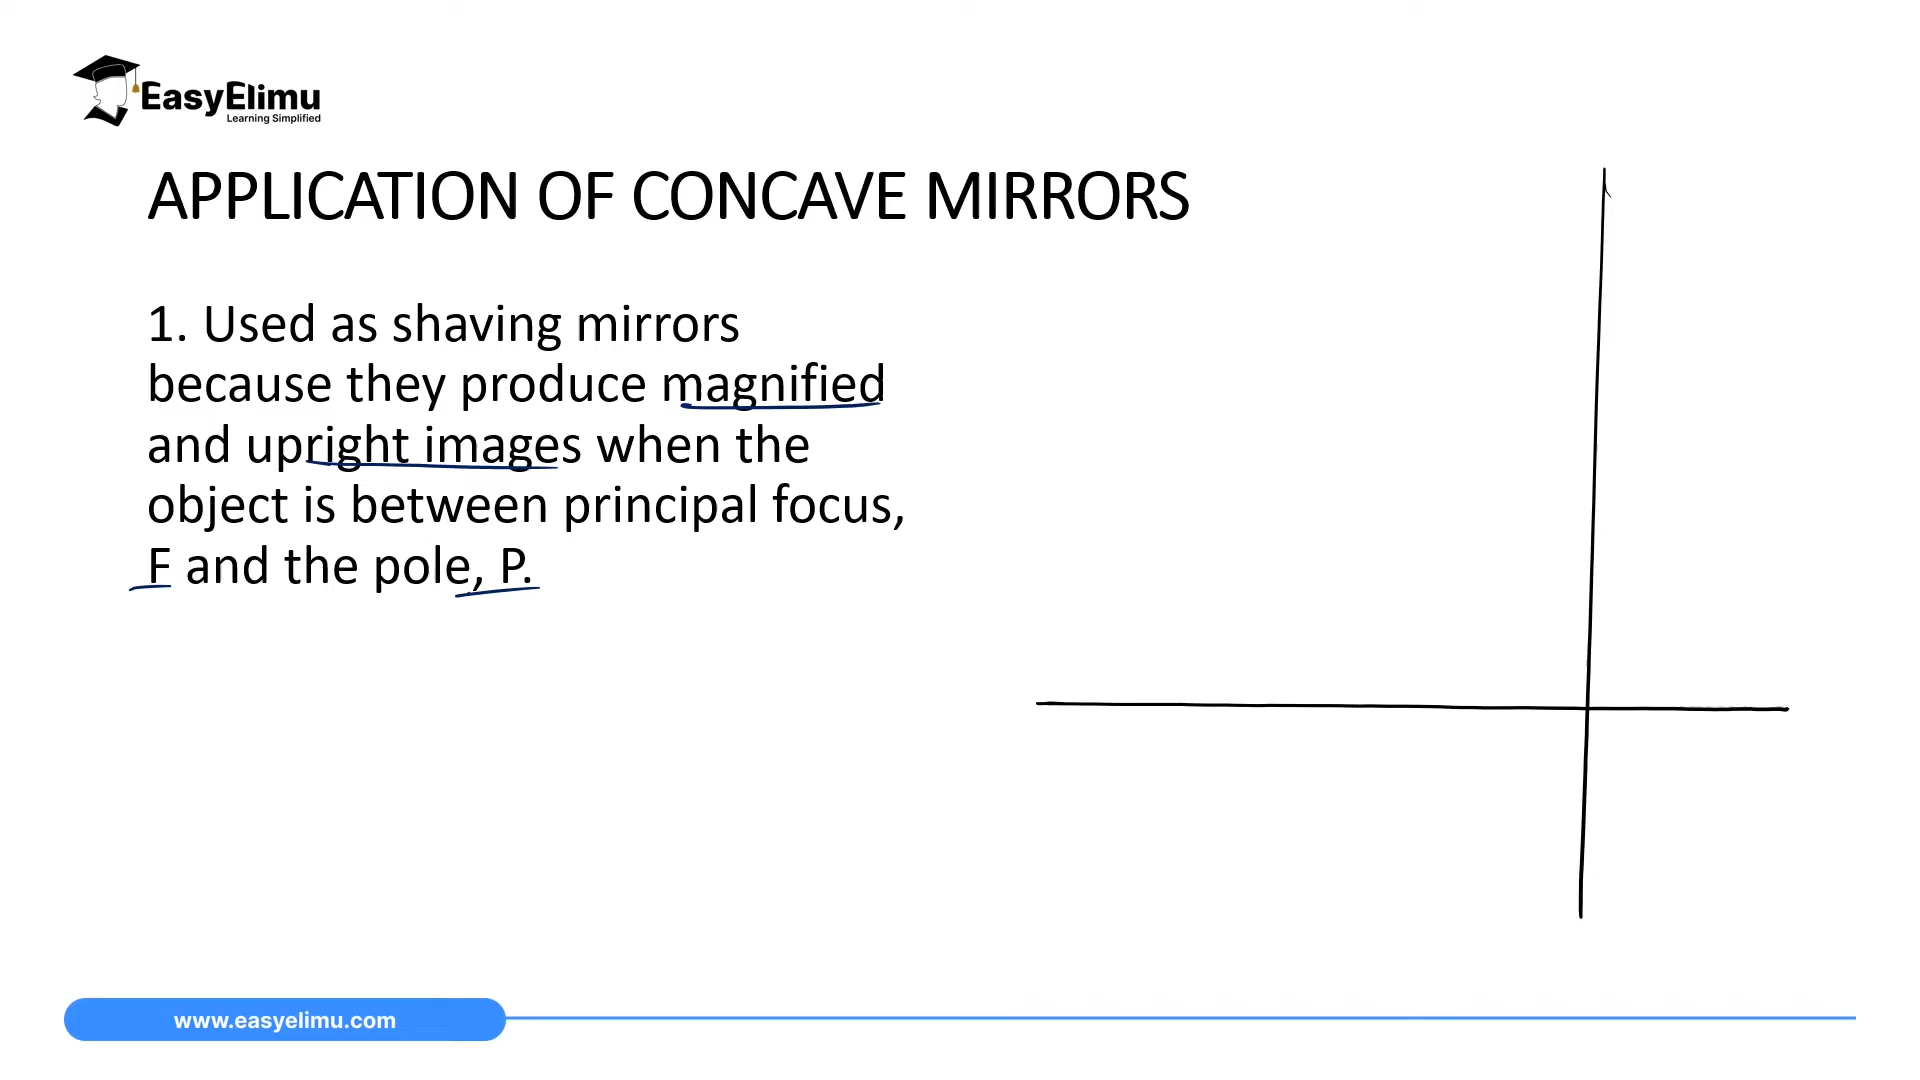 EasyElimu
Learning Simplified
APPLICATION OF CONCAVE MIRRORS
1. Used as shaving mirrors
because they produce magnified
and upright images when the
object is between principal focus,
F and the pole, P.
www.easyelimu.com